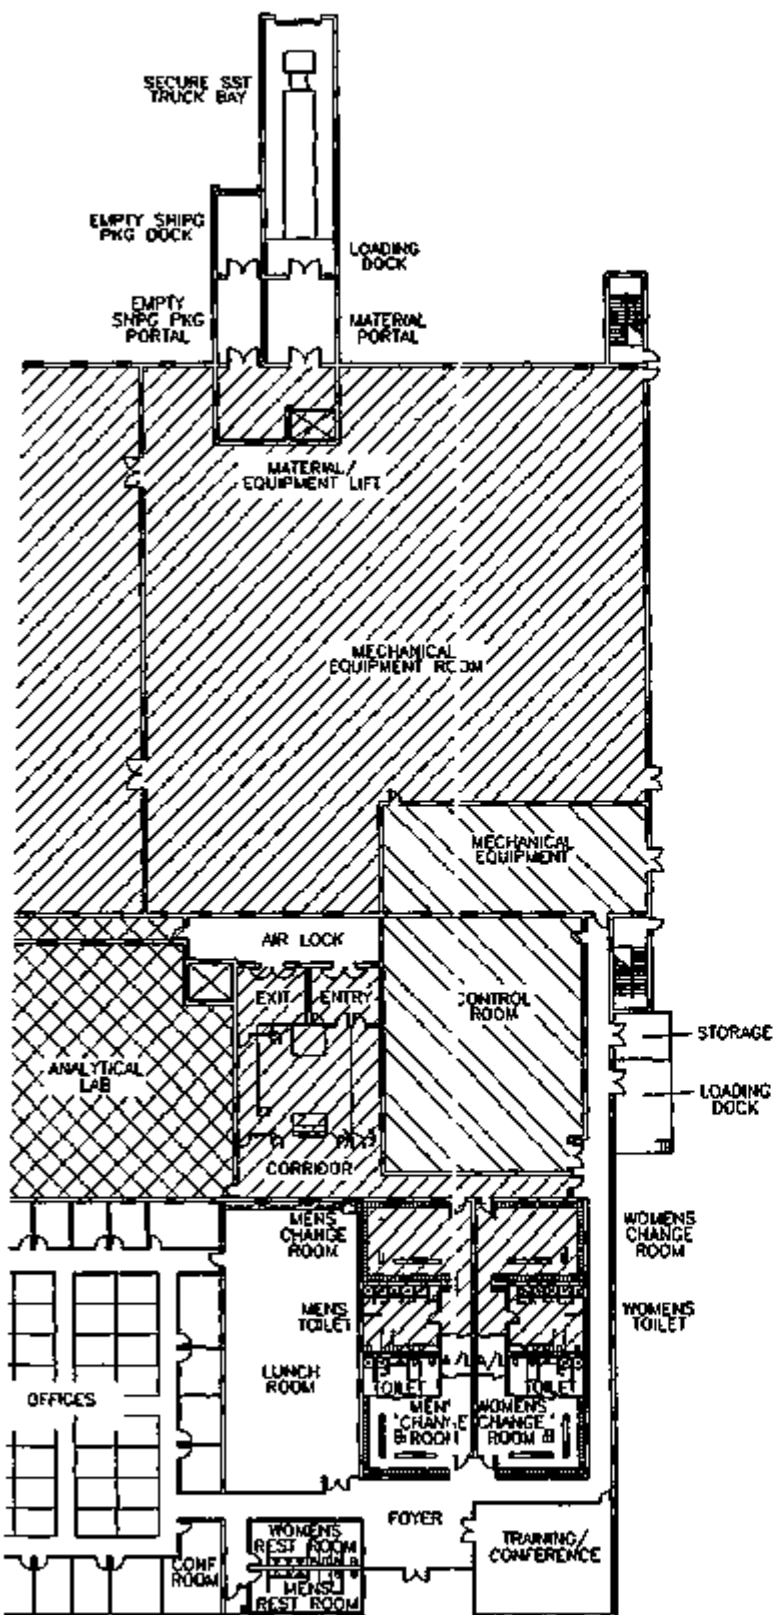 SECURE SST
TRUCK BAY
EMPTY SHIPG
PKG DOCK
LOADING
DOCK
EMPTY
SHPG PKG
PORTAL
MATERIAL
PORTAL
MATERIAL/
EQUIPMENT LIFT
MECHANICAL
EQUIPMENT ROOM
MECHANICAL
EQUIPMENT
AIR LOCK
EXIT
ENTRY
CONTROL
ROOM
STORAGE
ANALYTICAL
LAB
LOADING
DOCK
CORRIDOR
MENS
CHANGE
ROOM
WOMENS
CHANGE
ROOM
MENS
TOILET
WOMENS
TOILET
A/L
A/L
LUNCH
ROOM
TOILET
TOILET
OFFICES
MEN'S
CHANGE
ROOM
WOMEN'S
CHANGE
ROOM
FOYER
WOMENS
REST ROOM
TRAINING/
CONFERENCE
CONF
ROOM
MENS
REST ROOM